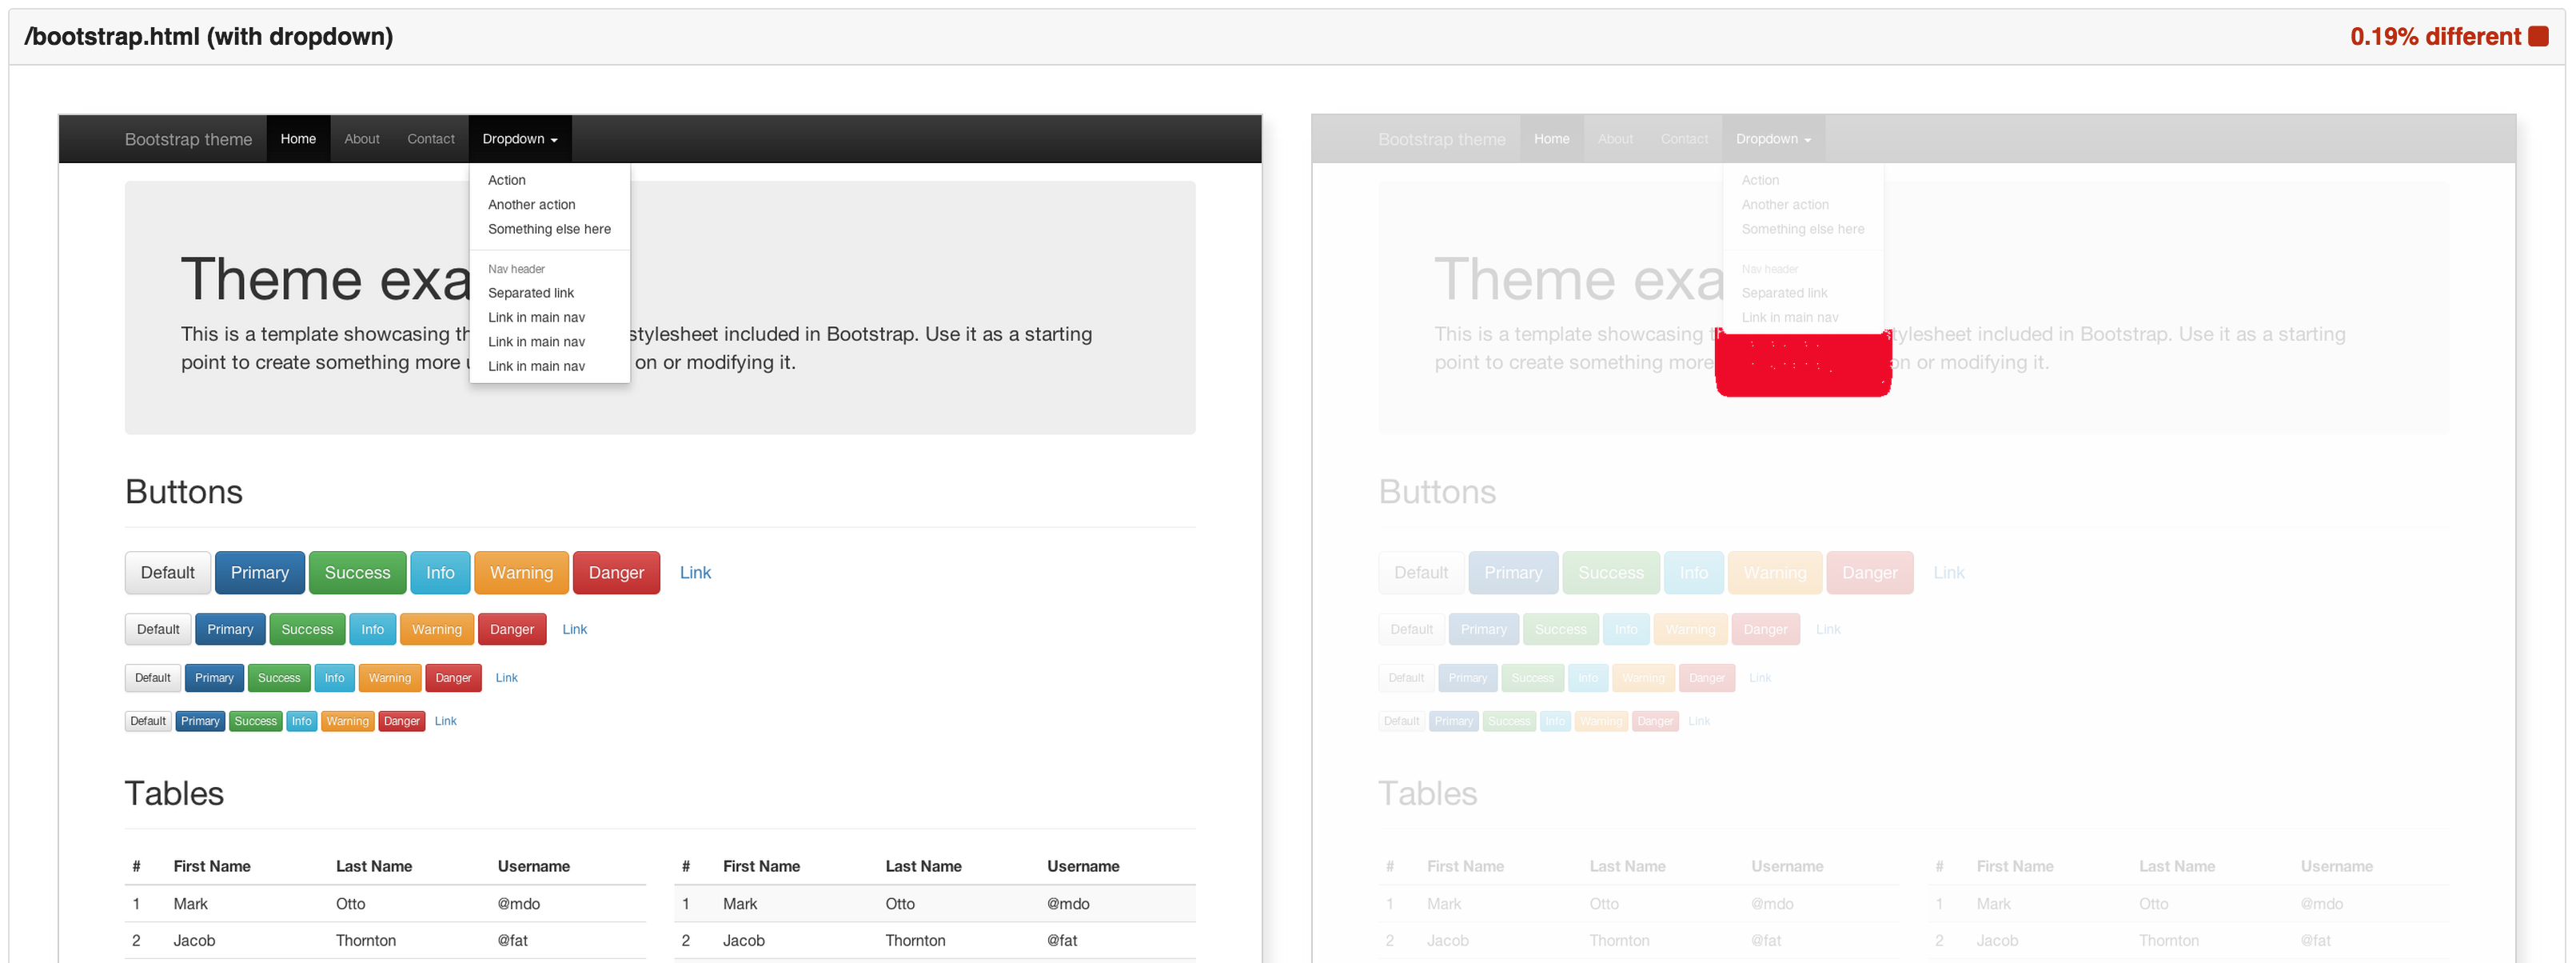 /bootstrap.html (with dropdown)
0.19% different
Bootstrap theme Home About Contact Dropdown
Action
Another action
Something else here
Nav header
Separated link
Link in main nav
Link in main nav
Link in main nav
Theme exa
This is a template showcasing th stylesheet included in Bootstrap. Use it as a starting
point to create something more on or modifying it.
Buttons
Default Primary Success Info Warning Danger Link
Default Primary Success Info Warning Danger Link
Default Primary Success Info Warning Danger Link
Default Primary Success Info Warning Danger Link
Tables
# First Name Last Name Username # First Name Last Name Username
1 Mark Otto @mdo 1 Mark Otto @mdo
2 Jacob Thornton @fat 2 Jacob Thornton @fat
Bootstrap theme Home About Contact Dropdown
Action
Another action
Something else here
Nav header
Separated link
Link in main nav
Theme exa
This is a template showcasing tylesheet included in Bootstrap. Use it as a starting
point to create something more on or modifying it.
Buttons
Default Primary Success Info Warning Danger Link
Default Primary Success Info Warning Danger Link
Default Primary Success Info Warning Danger Link
Default Primary Success Info Warning Danger Link
Tables
# First Name Last Name Username # First Name Last Name Username
1 Mark Otto @mdo 1 Mark Otto @mdo
2 Jacob Thornton @fat 2 Jacob Thornton @fat